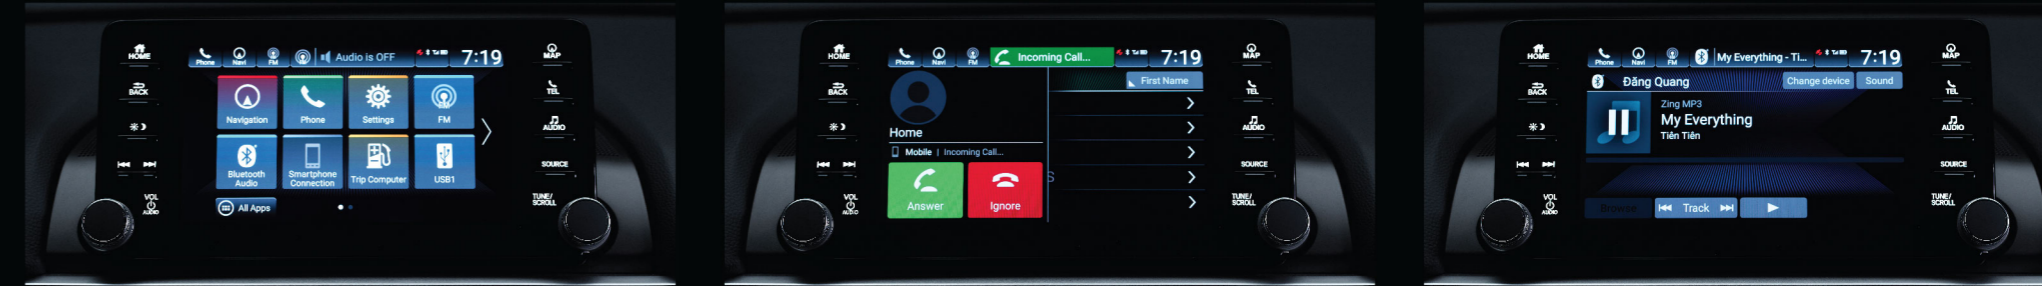 HOME
BACK
VOL
AUDIO
Phone
Navi
FM
Audio is OFF
7:19
Navigation
Phone
Settings
FM
Bluetooth
Audio
Smartphone
Connection
Trip Computer
USB1
All Apps
MAP
TEL
AUDIO
SOURCE
TUNE/
SCROLL
HOME
BACK
VOL
AUDIO
Phone
Navi
FM
Incoming Call...
7:19
First Name
Home
Mobile | Incoming Call...
S
Answer
Ignore
MAP
TEL
AUDIO
SOURCE
TUNE/
SCROLL
HOME
BACK
VOL
AUDIO
Phone
Navi
FM
My Everything - Ti...
7:19
Đăng Quang
Change device
Sound
Zing MP3
My Everything
Tiên Tiên
Browse
Track
MAP
TEL
AUDIO
SOURCE
TUNE/
SCROLL